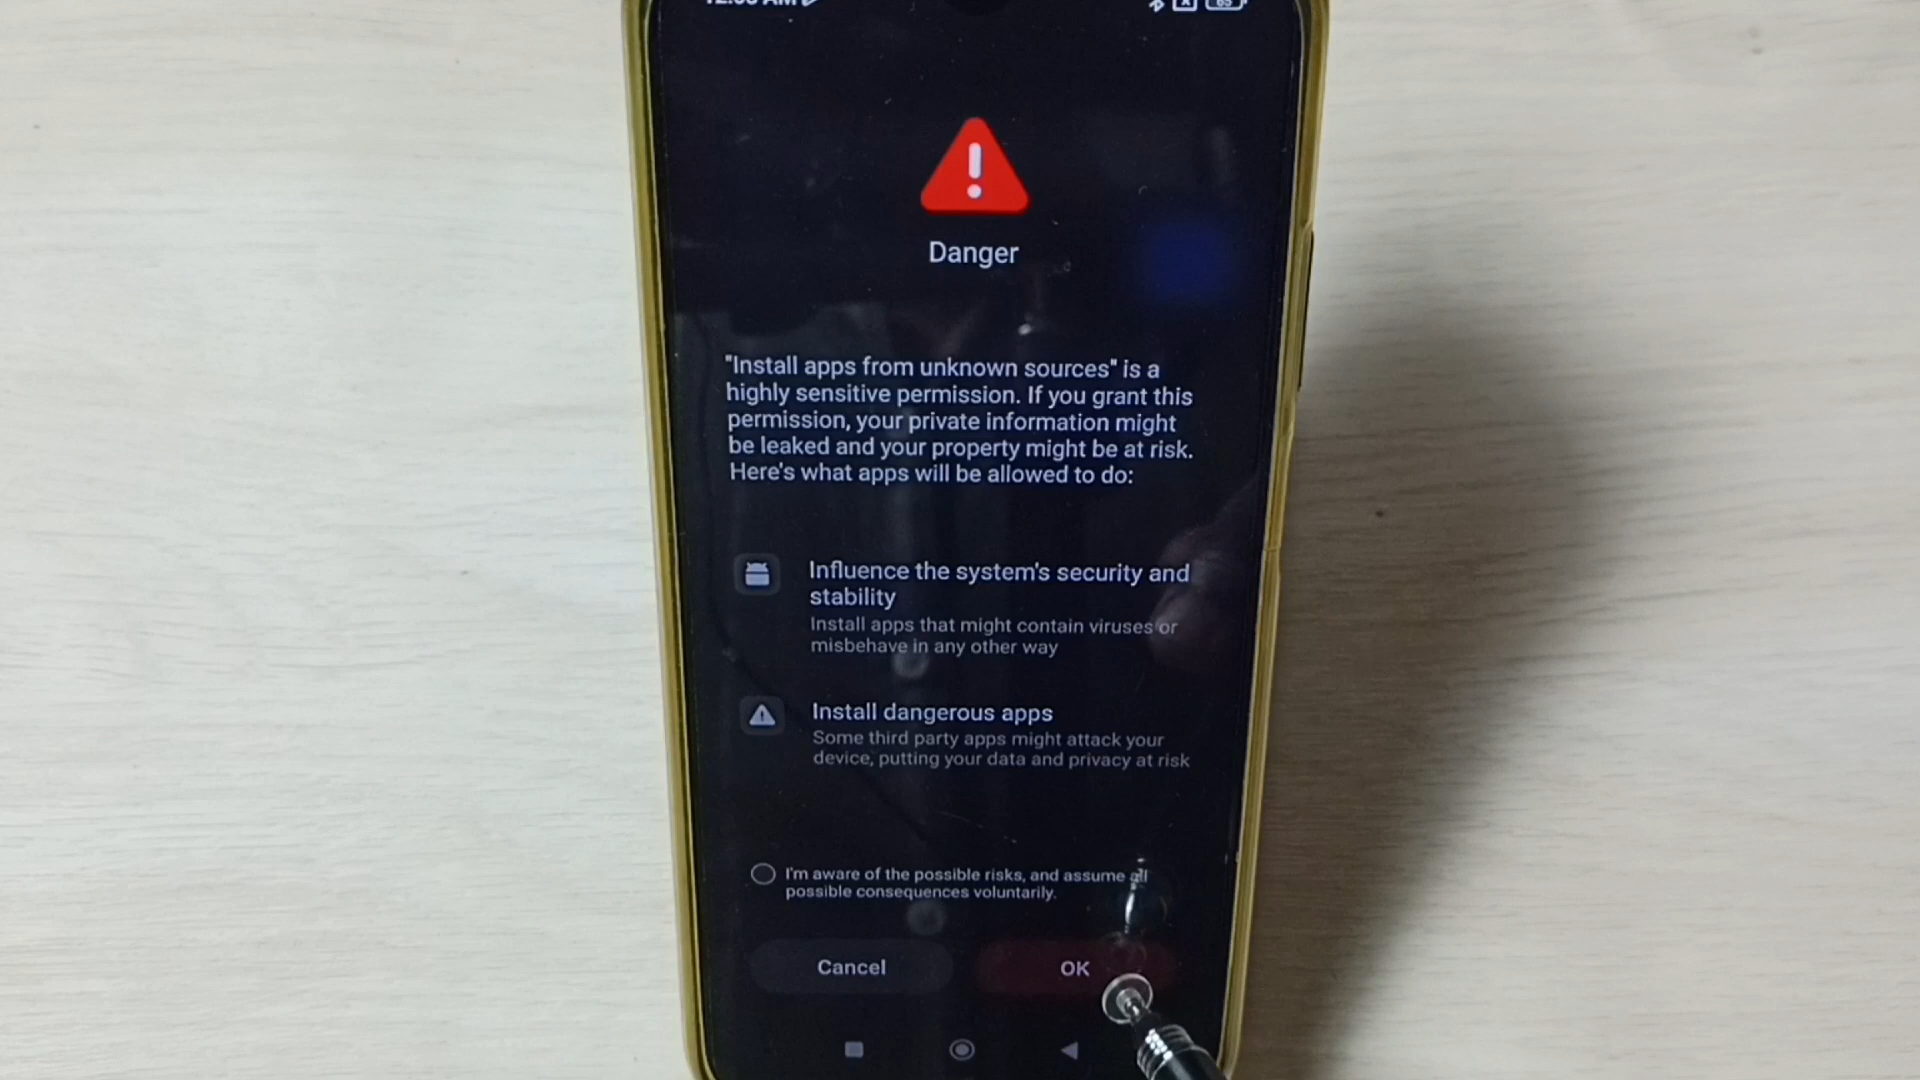 Danger
"Install apps from unknown sources" is a
highly sensitive permission. If you grant this
permission, your private information might
be leaked and your property might be at risk.
Here's what apps will be allowed to do:
Influence the system's security and
stability
Install apps that might contain viruses or
misbehave in any other way
Install dangerous apps
Some third party apps might attack your
device, putting your data and privacy at risk
I'm aware of the possible risks, and assume all
possible consequences voluntarily.
Cancel
OK